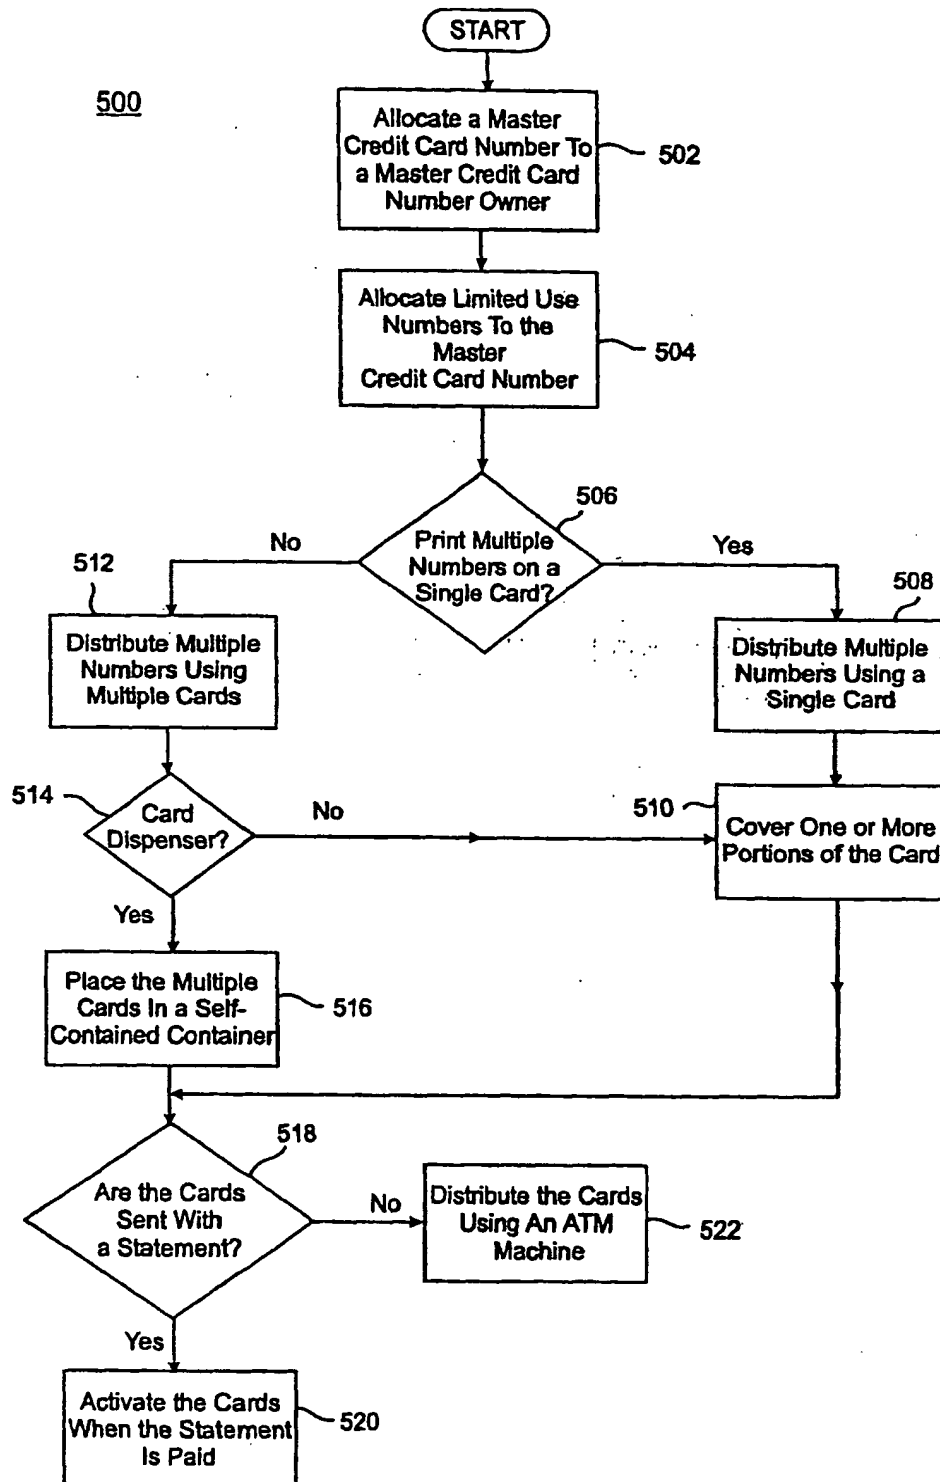 START
500
Allocate a Master
Credit Card Number To
a Master Credit Card
Number Owner
502
Allocate Limited Use
Numbers To the
Master
Credit Card Number
504
506
Print Multiple
Numbers on a
Single Card?
No
Yes
512
508
Distribute Multiple
Numbers Using
Multiple Cards
Distribute Multiple
Numbers Using a
Single Card
514
Card
Dispenser?
No
510
Cover One or More
Portions of the Card
Yes
Place the Multiple
Cards In a Self-
Contained Container
516
518
Are the Cards
Sent With
a Statement?
No
Distribute the Cards
Using An ATM
Machine
522
Yes
Activate the Cards
When the Statement
Is Paid
520